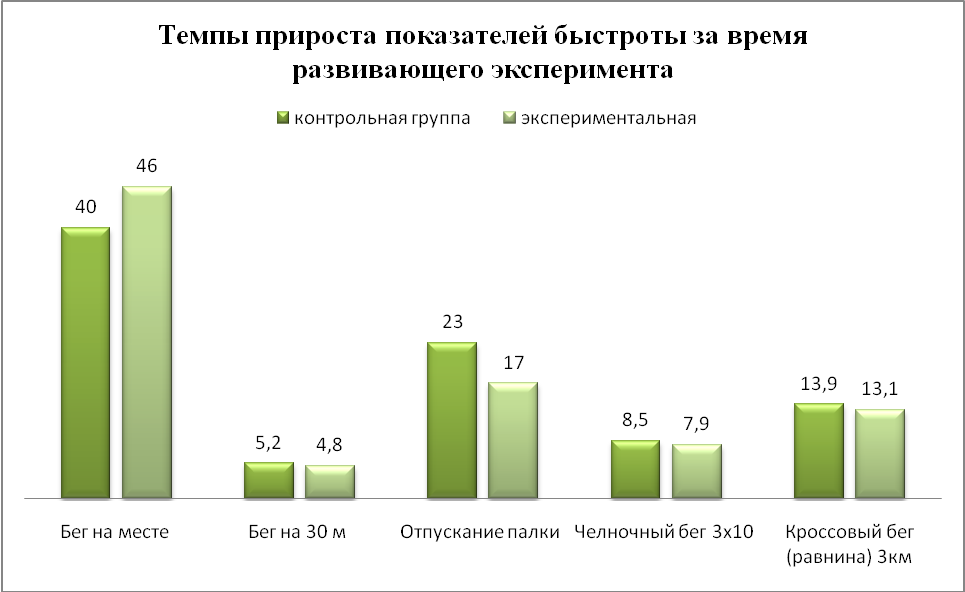 Темпы прироста показателей быстроты за время
развивающего эксперимента
контрольная группа экспериментальная
40 46
5,2 4,8
23 17
8,5 7,9
13,9 13,1
Бег на месте
Бег на 30 м
Отпускание палки
Челночный бег 3х10
Кроссовый бег
(равнина) 3км